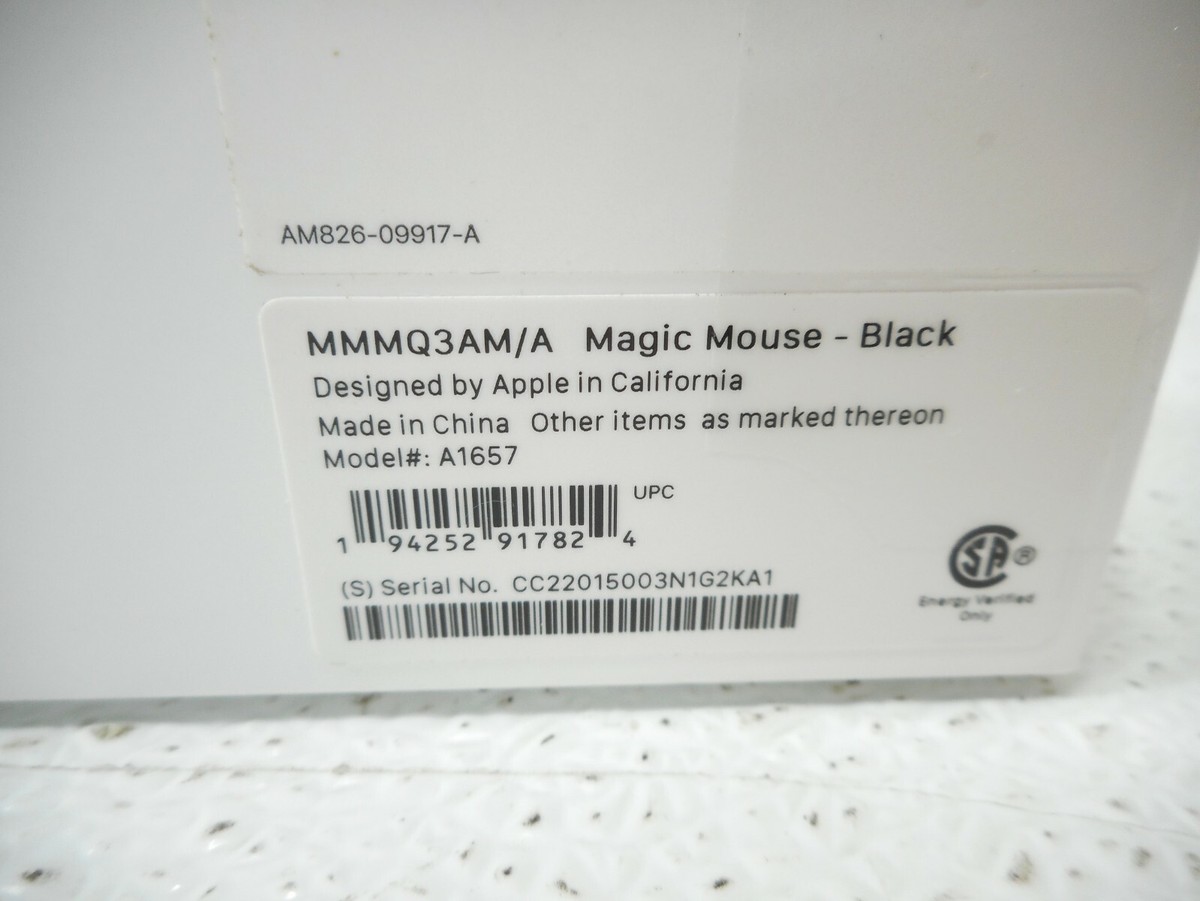 AM826-09917-A
MMMQ3AM/A Magic Mouse - Black
Designed by Apple in California
Made in China Other items as marked thereon
Model#: A1657
UPC
1 94252 91782 4
(S) Serial No. CC22015003N1G2KA1
SA®
Energy Verified
Only